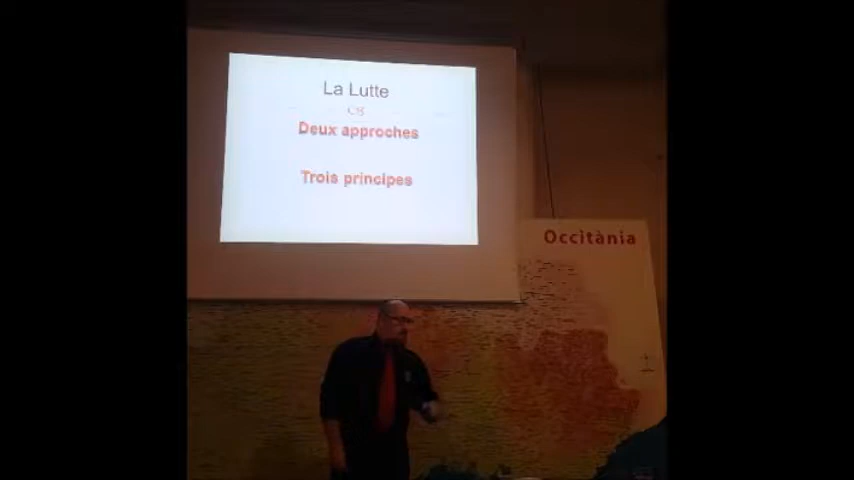 La Lutte
Deux approches
Trois principes
Occitània